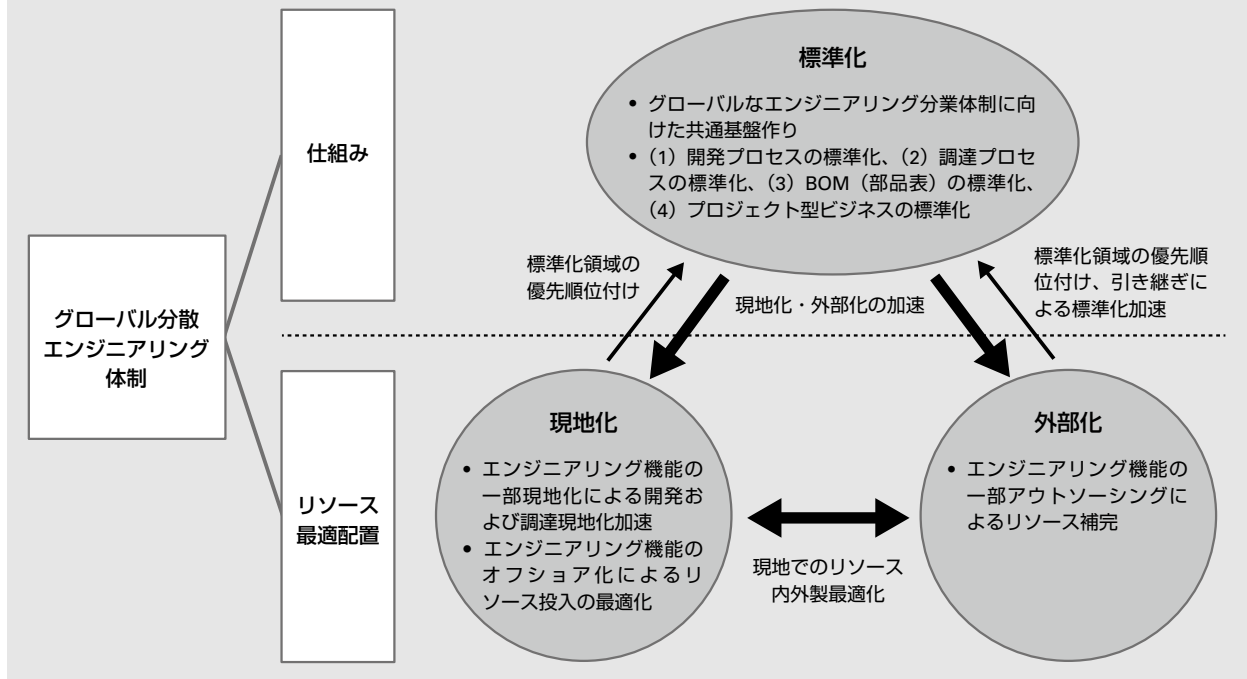 グローバル分散
エンジニアリング
体制
仕組み
標準化
• グローバルなエンジニアリング分業体制に向
けた共通基盤作り
• （1）開発プロセスの標準化、（2）調達プロセ
スの標準化、（3）BOM（部品表）の標準化、
（4）プロジェクト型ビジネスの標準化
標準化領域の
優先順位付け
現地化・外部化の加速
標準化領域の優先順
位付け、引き継ぎに
よる標準化加速
リソース
最適配置
現地化
• エンジニアリング機能の
一部現地化による開発お
よび調達現地化加速
• エンジニアリング機能の
オフショア化によるリ
ソース投入の最適化
現地でのリソース
内外製最適化
外部化
• エンジニアリング機能の
一部アウトソーシングに
よるリソース補完